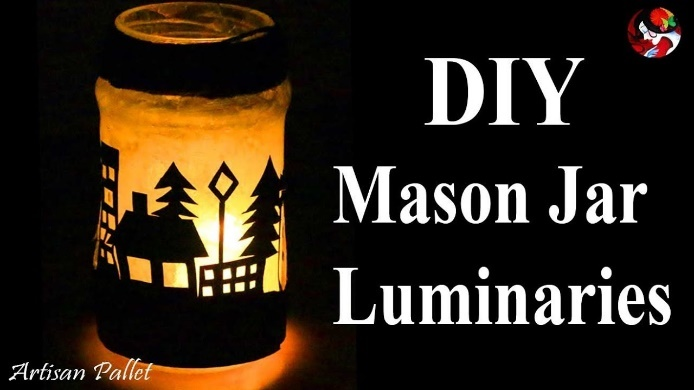 DIY
Mason Jar
Luminaries
Artisan Pallet